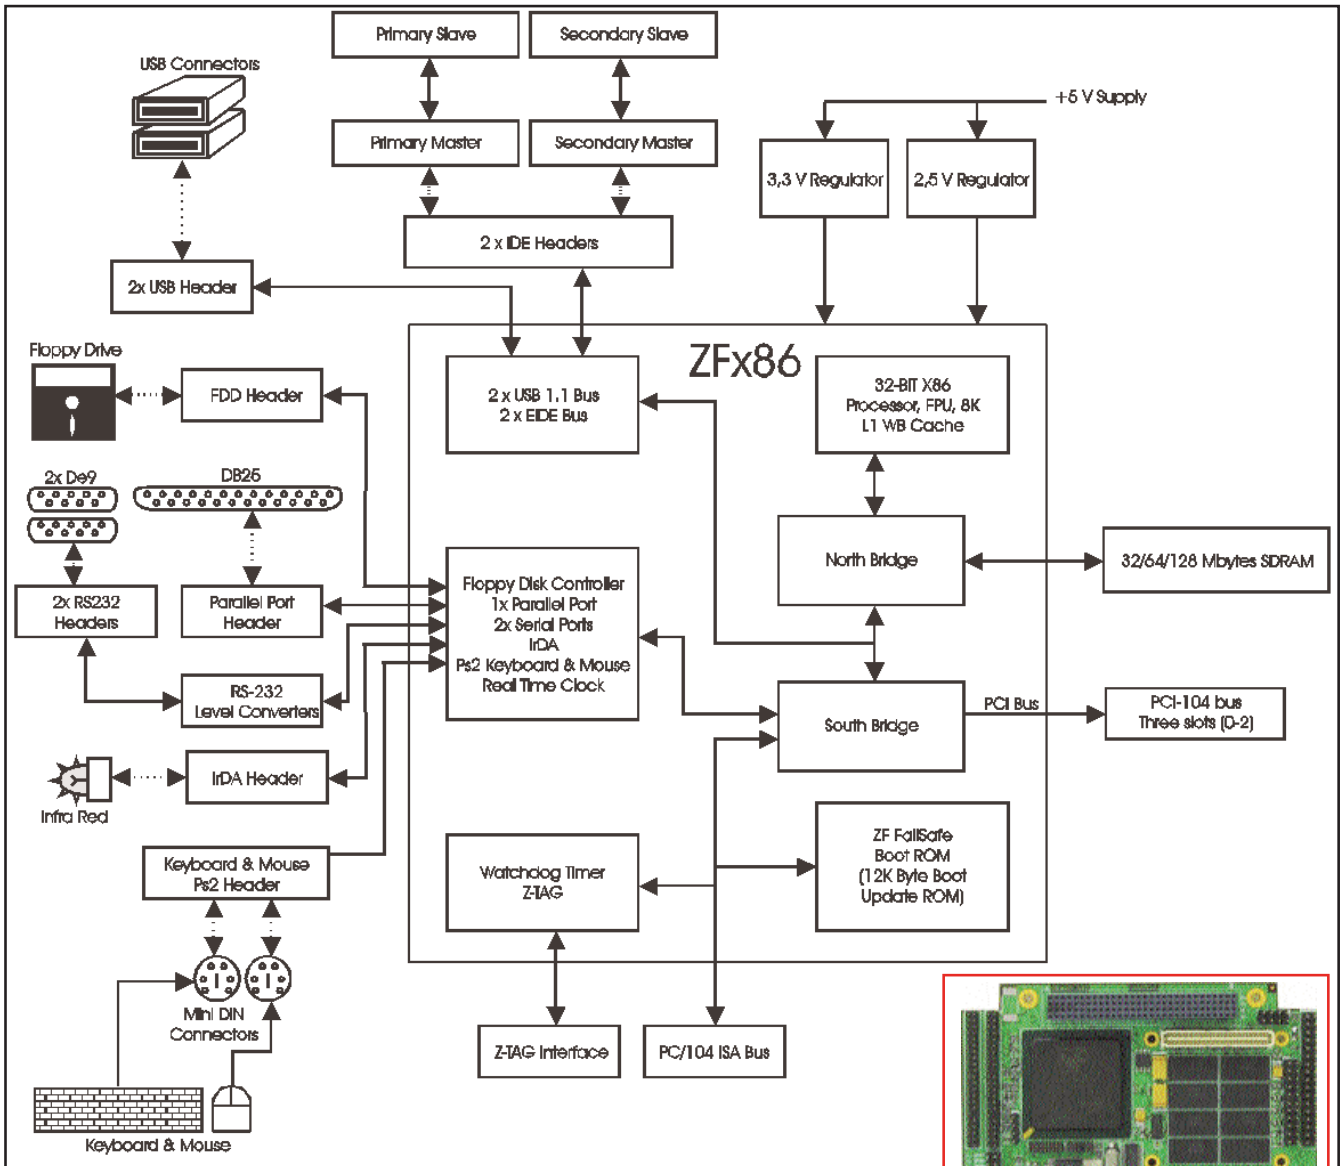 Primary Slave
Secondary Slave
USB Connectors
+5 V Supply
Primary Master
Secondary Master
3,3 V Regulator
2,5 V Regulator
2 x IDE Headers
2x USB Header
ZFx86
Floppy Drive
FDD Header
2 x USB 1.1 Bus
2 x EIDE Bus
32-BIT X86
Processor, FPU, 8K
L1 WB Cache
2x De9
DB25
North Bridge
32/64/128 Mbytes SDRAM
2x RS232
Headers
Parallel Port
Header
Floppy Disk Controller
1x Parallel Port
2x Serial Ports
IrDA
Ps2 Keyboard & Mouse
Real Time Clock
RS-232
Level Converters
South Bridge
PCI Bus
PCI-104 bus
Three slots (0-2)
IrDA Header
Infra Red
Keyboard & Mouse
Ps2 Header
Watchdog Timer
Z-TAG
ZF FailSafe
Boot ROM
(12K Byte Boot
Update ROM)
Mini DIN
Connectors
Z-TAG Interface
PC/104 ISA Bus
Keyboard & Mouse